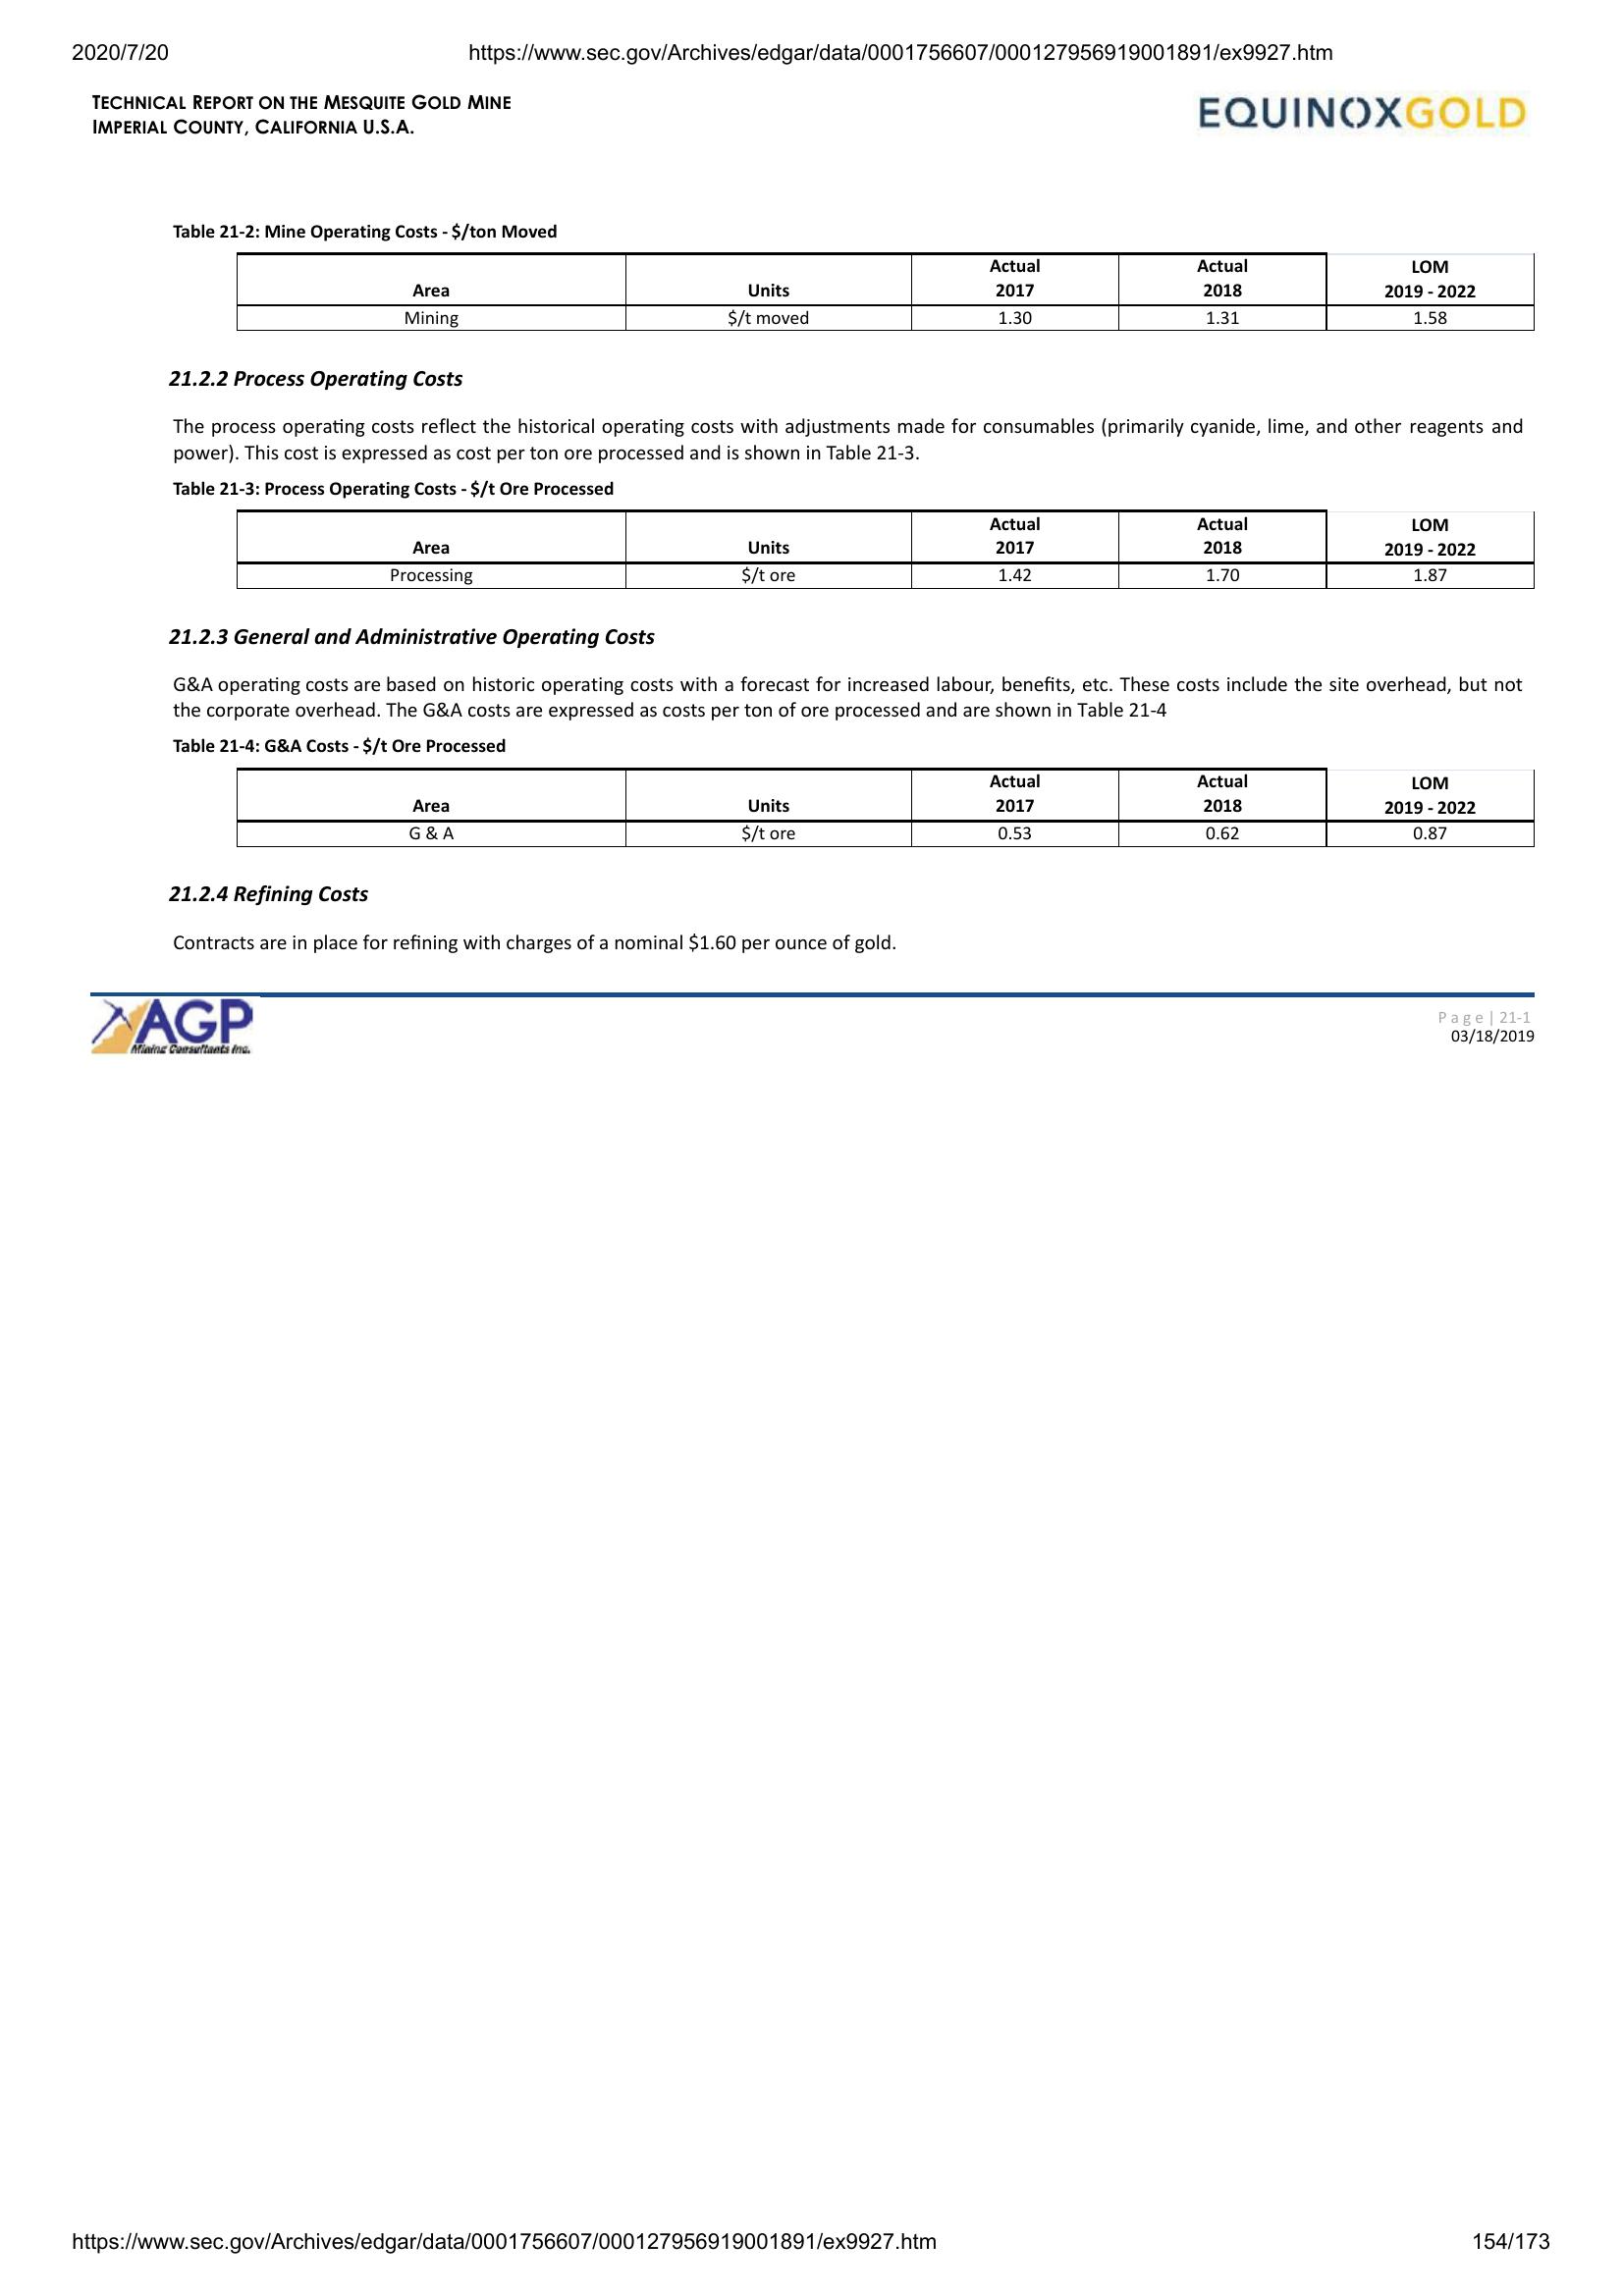 2020/7/20 https://www.sec.gov/Archives/edgar/data/0001756607/000127956919001891/ex9927.htm
TECHNICAL REPORT ON THE MESQUITE GOLD MINE
IMPERIAL COUNTY, CALIFORNIA U.S.A.
EQUINOXGOLD
Table 21-2: Mine Operating Costs - $/ton Moved
Area Units Actual 2017 Actual 2018 LOM 2019 - 2022
Mining $/t moved 1.30 1.31 1.58
21.2.2 Process Operating Costs
The process operating costs reflect the historical operating costs with adjustments made for consumables (primarily cyanide, lime, and other reagents and
power). This cost is expressed as cost per ton ore processed and is shown in Table 21-3.
Table 21-3: Process Operating Costs - $/t Ore Processed
Area Units Actual 2017 Actual 2018 LOM 2019 - 2022
Processing $/t ore 1.42 1.70 1.87
21.2.3 General and Administrative Operating Costs
G&A operating costs are based on historic operating costs with a forecast for increased labour, benefits, etc. These costs include the site overhead, but not
the corporate overhead. The G&A costs are expressed as costs per ton of ore processed and are shown in Table 21-4
Table 21-4: G&A Costs - $/t Ore Processed
Area Units Actual 2017 Actual 2018 LOM 2019 - 2022
G & A $/t ore 0.53 0.62 0.87
21.2.4 Refining Costs
Contracts are in place for refining with charges of a nominal $1.60 per ounce of gold.
AGP
Mining Consultants Inc.
Page | 21-1
03/18/2019
https://www.sec.gov/Archives/edgar/data/0001756607/000127956919001891/ex9927.htm 154/173